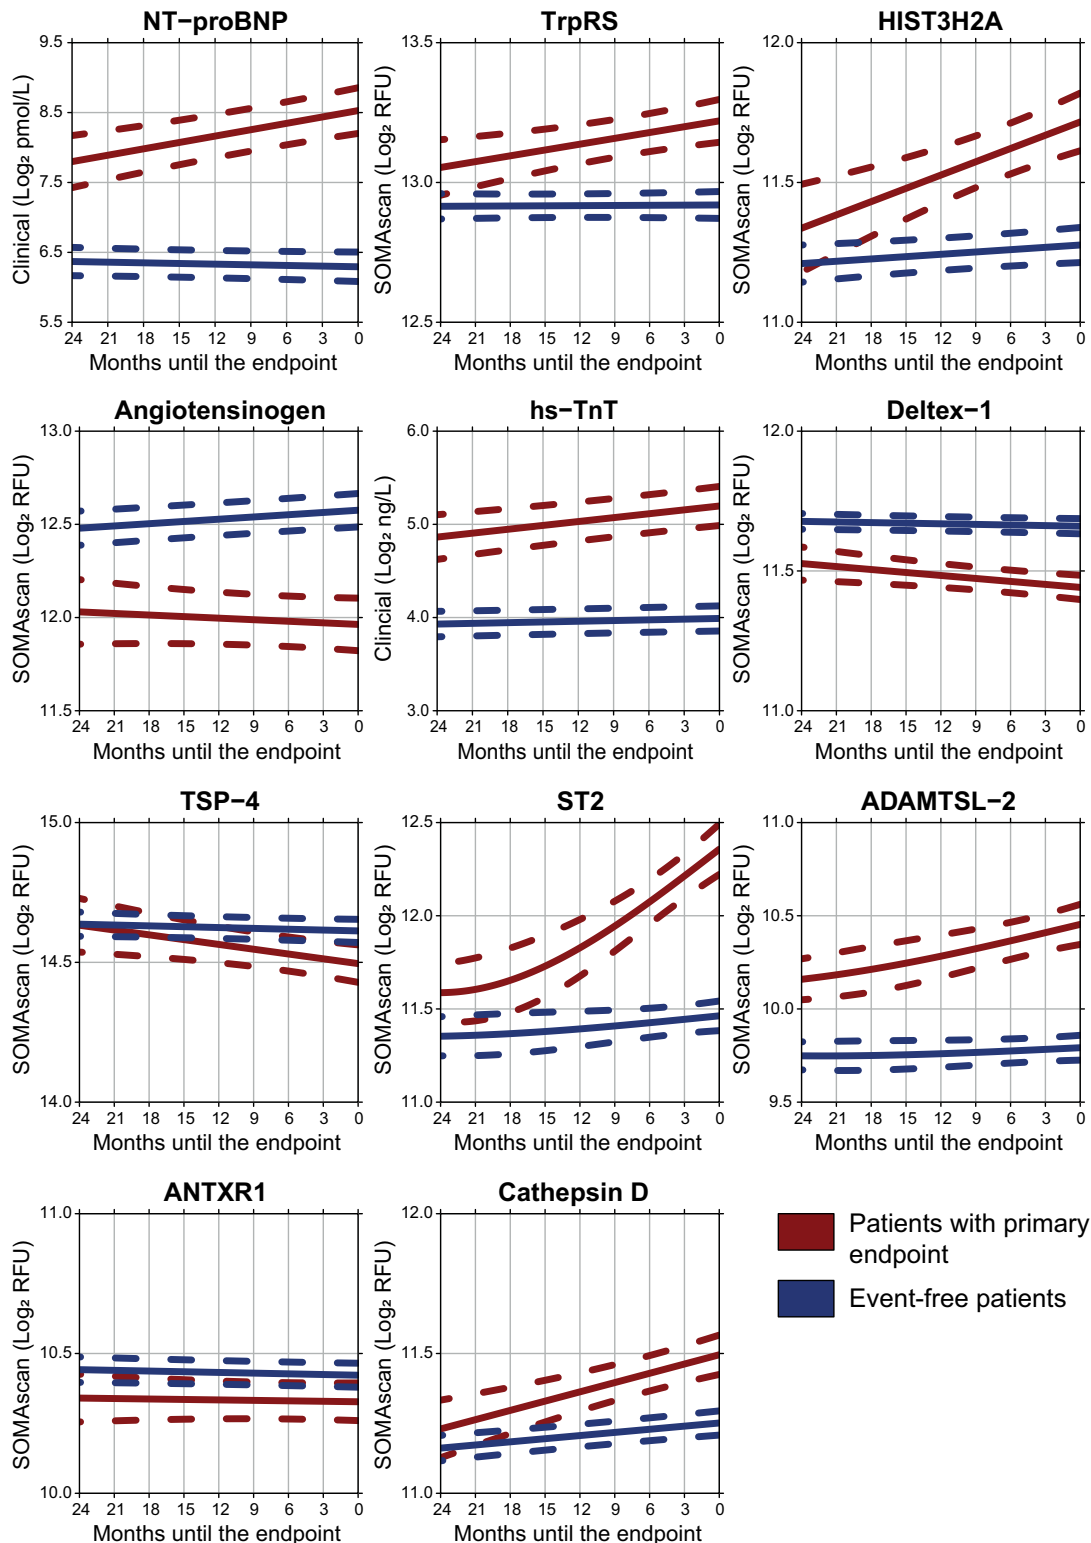 NT−proBNP
Clinical (Log₂ pmol/L)
9.5
8.5
7.5
6.5
5.5
24 21 18 15 12 9 6 3 0
Months until the endpoint
TrpRS
SOMAscan (Log₂ RFU)
13.5
13.0
12.5
24 21 18 15 12 9 6 3 0
Months until the endpoint
HIST3H2A
SOMAscan (Log₂ RFU)
12.0
11.5
11.0
24 21 18 15 12 9 6 3 0
Months until the endpoint
Angiotensinogen
SOMAscan (Log₂ RFU)
13.0
12.5
12.0
11.5
24 21 18 15 12 9 6 3 0
Months until the endpoint
hs−TnT
Clincial (Log₂ ng/L)
6.0
5.0
4.0
3.0
24 21 18 15 12 9 6 3 0
Months until the endpoint
Deltex−1
SOMAscan (Log₂ RFU)
12.0
11.5
11.0
24 21 18 15 12 9 6 3 0
Months until the endpoint
TSP−4
SOMAscan (Log₂ RFU)
15.0
14.5
14.0
24 21 18 15 12 9 6 3 0
Months until the endpoint
ST2
SOMAscan (Log₂ RFU)
12.5
12.0
11.5
11.0
24 21 18 15 12 9 6 3 0
Months until the endpoint
ADAMTSL−2
SOMAscan (Log₂ RFU)
11.0
10.5
10.0
9.5
24 21 18 15 12 9 6 3 0
Months until the endpoint
ANTXR1
SOMAscan (Log₂ RFU)
11.0
10.5
10.0
24 21 18 15 12 9 6 3 0
Months until the endpoint
Cathepsin D
SOMAscan (Log₂ RFU)
12.0
11.5
11.0
24 21 18 15 12 9 6 3 0
Months until the endpoint
Patients with primary
endpoint
Event-free patients